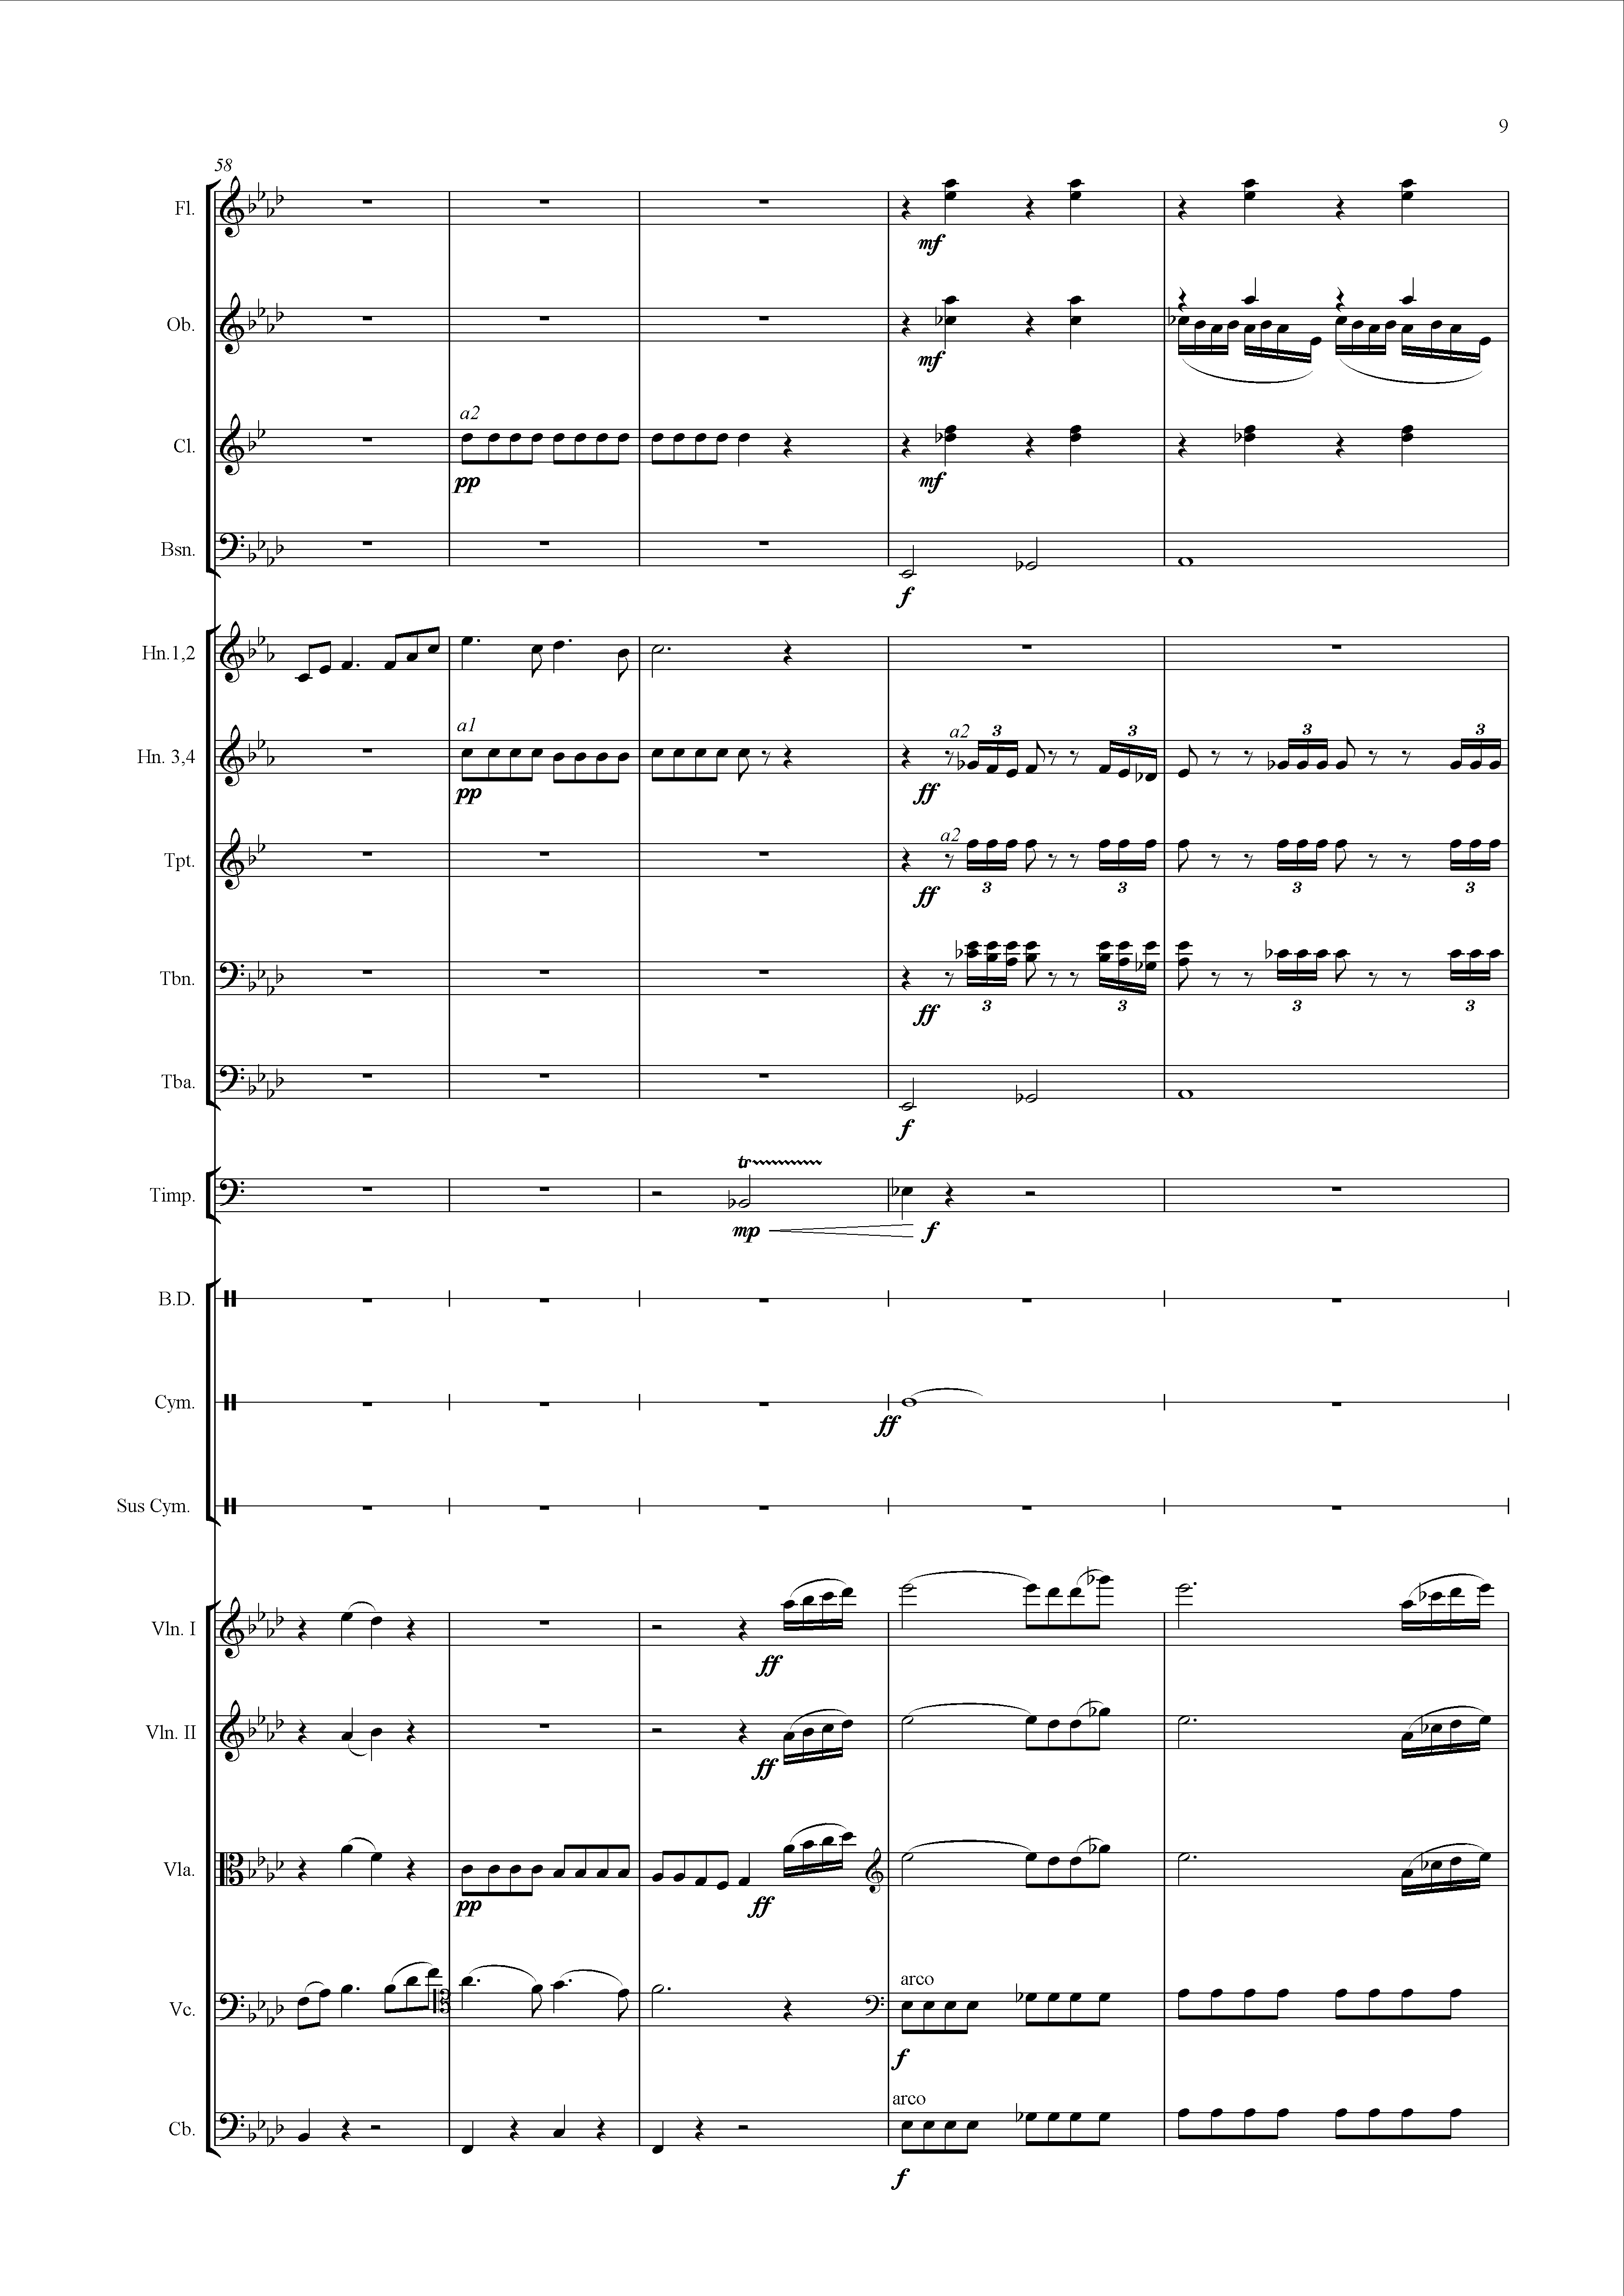 9
58
Fl.
mf
Ob.
mf
a2
Cl.
pp
mf
Bsn.
f
Hn.1,2
a1
a2
3
3
3
3
Hn. 3,4
pp
ff
a2
Tpt.
ff
3
3
3
3
Tbn.
ff
3
3
3
3
Tba.
f
tr
Timp.
mp
f
B.D.
Cym.
ff
Sus Cym.
Vln. I
ff
Vln. II
ff
Vla.
pp
ff
arco
Vc.
f
arco
Cb.
f